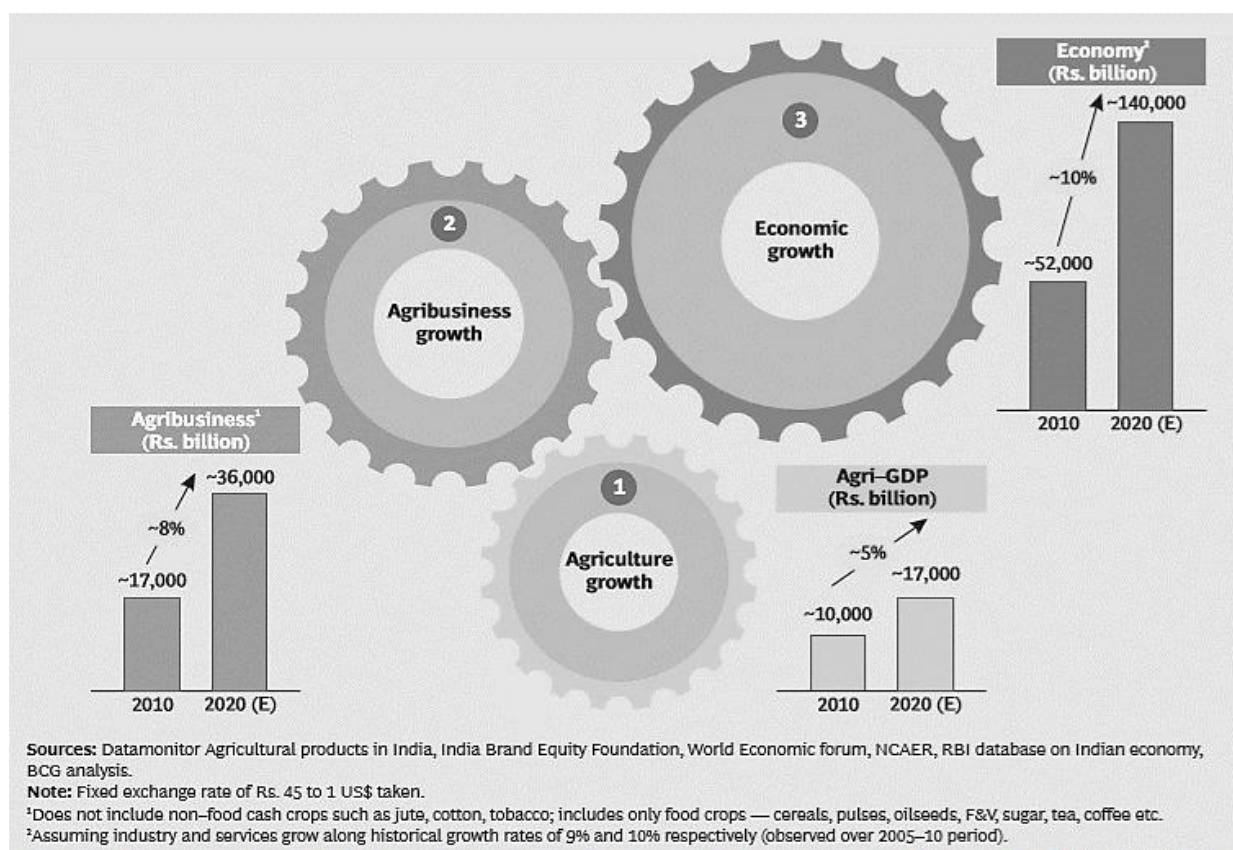 Economy²
(Rs. billion)
~140,000
~10%
~52,000
2010 2020 (E)
3
Economic
growth
2
Agribusiness
growth
Agribusiness¹
(Rs. billion)
~36,000
~8%
~17,000
2010 2020 (E)
1
Agriculture
growth
Agri–GDP
(Rs. billion)
~5%
~17,000
~10,000
2010 2020 (E)
Sources: Datamonitor Agricultural products in India, India Brand Equity Foundation, World Economic forum, NCAER, RBI database on Indian economy,
BCG analysis.
Note: Fixed exchange rate of Rs. 45 to 1 US$ taken.
¹Does not include non–food cash crops such as jute, cotton, tobacco; includes only food crops — cereals, pulses, oilseeds, F&V, sugar, tea, coffee etc.
²Assuming industry and services grow along historical growth rates of 9% and 10% respectively (observed over 2005–10 period).